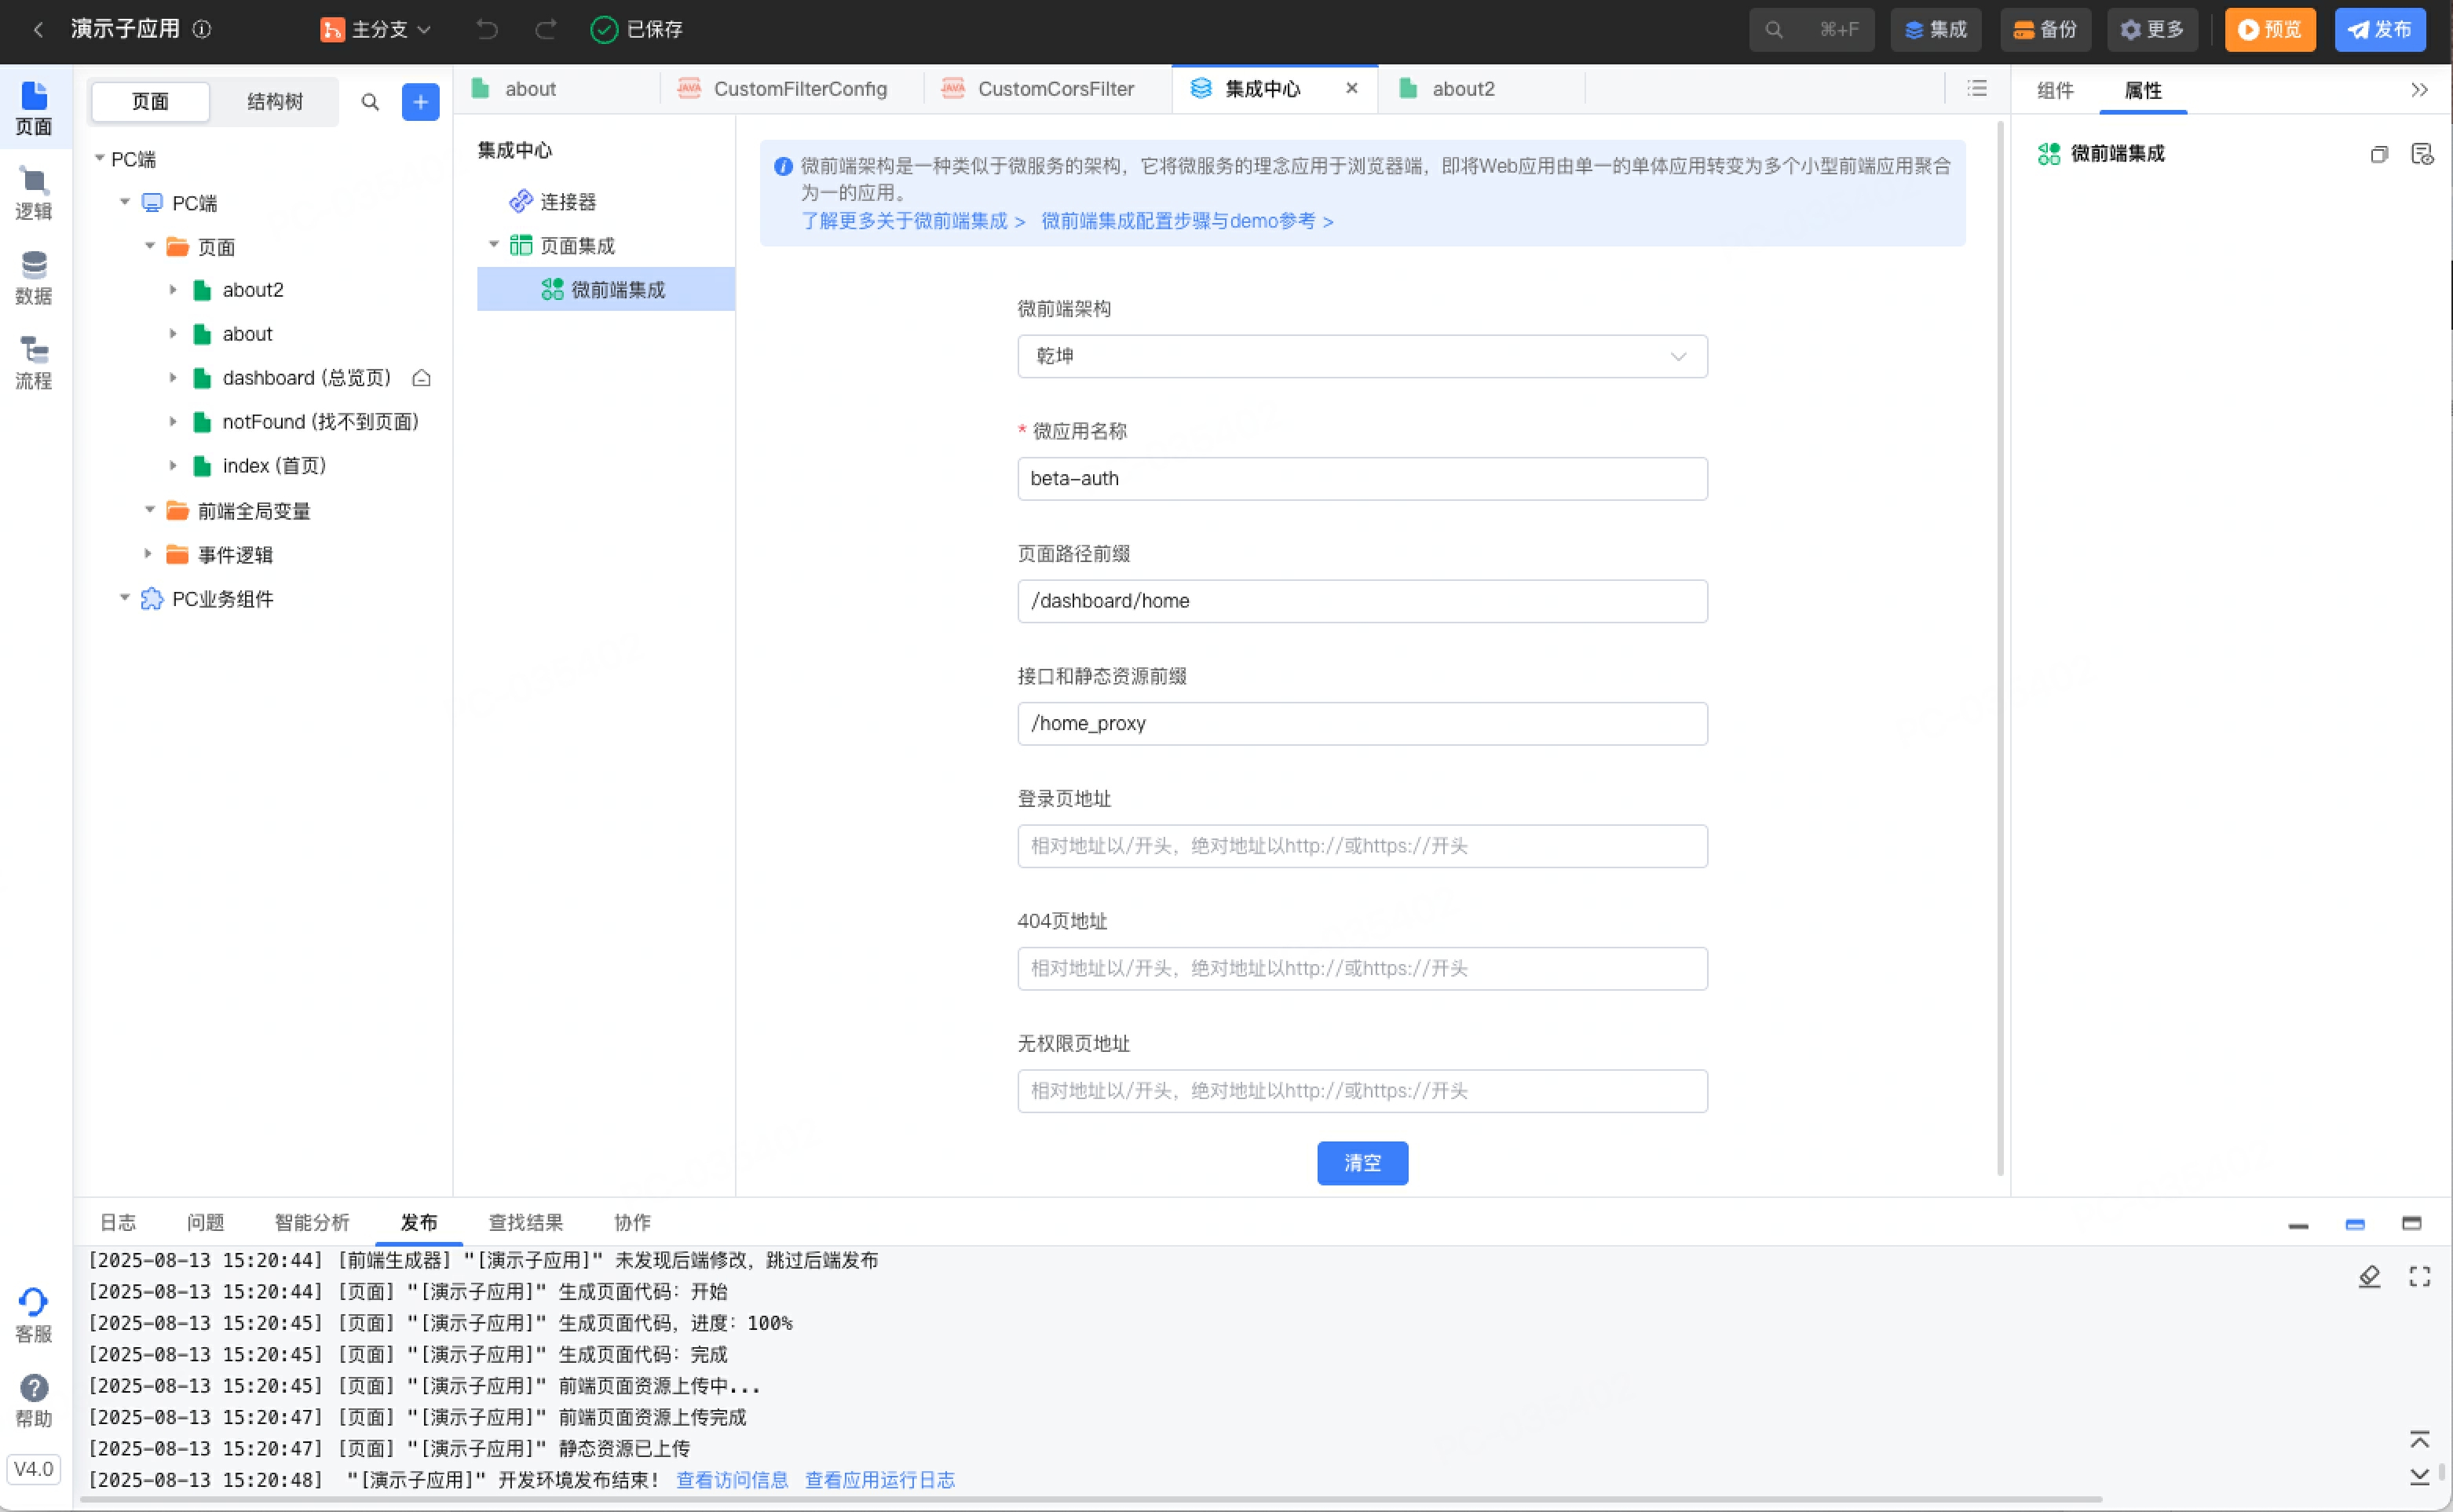 演示子应用
主分支
已保存
⌘+F
集成
备份
更多
预览
发布
页面
逻辑
数据
流程
客服
帮助
V4.0
页面
结构树
PC端
PC端
页面
about2
about
dashboard (总览页)
notFound (找不到页面)
index (首页)
前端全局变量
事件逻辑
PC业务组件
about
CustomFilterConfig
CustomCorsFilter
集成中心
about2
集成中心
连接器
页面集成
微前端集成
微前端架构是一种类似于微服务的架构，它将微服务的理念应用于浏览器端，即将Web应用由单一的单体应用转变为多个小型前端应用聚合
为一的应用。
了解更多关于微前端集成 > 微前端集成配置步骤与demo参考 >
微前端架构
乾坤
* 微应用名称
beta-auth
页面路径前缀
/dashboard/home
接口和静态资源前缀
/home_proxy
登录页地址
相对地址以/开头，绝对地址以http://或https://开头
404页地址
相对地址以/开头，绝对地址以http://或https://开头
无权限页地址
相对地址以/开头，绝对地址以http://或https://开头
清空
组件
属性
微前端集成
日志
问题
智能分析
发布
查找结果
协作
[2025-08-13 15:20:44] [前端生成器] "[演示子应用]" 未发现后端修改，跳过后端发布
[2025-08-13 15:20:44] [页面] "[演示子应用]" 生成页面代码：开始
[2025-08-13 15:20:45] [页面] "[演示子应用]" 生成页面代码，进度：100%
[2025-08-13 15:20:45] [页面] "[演示子应用]" 生成页面代码：完成
[2025-08-13 15:20:45] [页面] "[演示子应用]" 前端页面资源上传中...
[2025-08-13 15:20:47] [页面] "[演示子应用]" 前端页面资源上传完成
[2025-08-13 15:20:47] [页面] "[演示子应用]" 静态资源已上传
[2025-08-13 15:20:48] "[演示子应用]" 开发环境发布结束！ 查看访问信息 查看应用运行日志